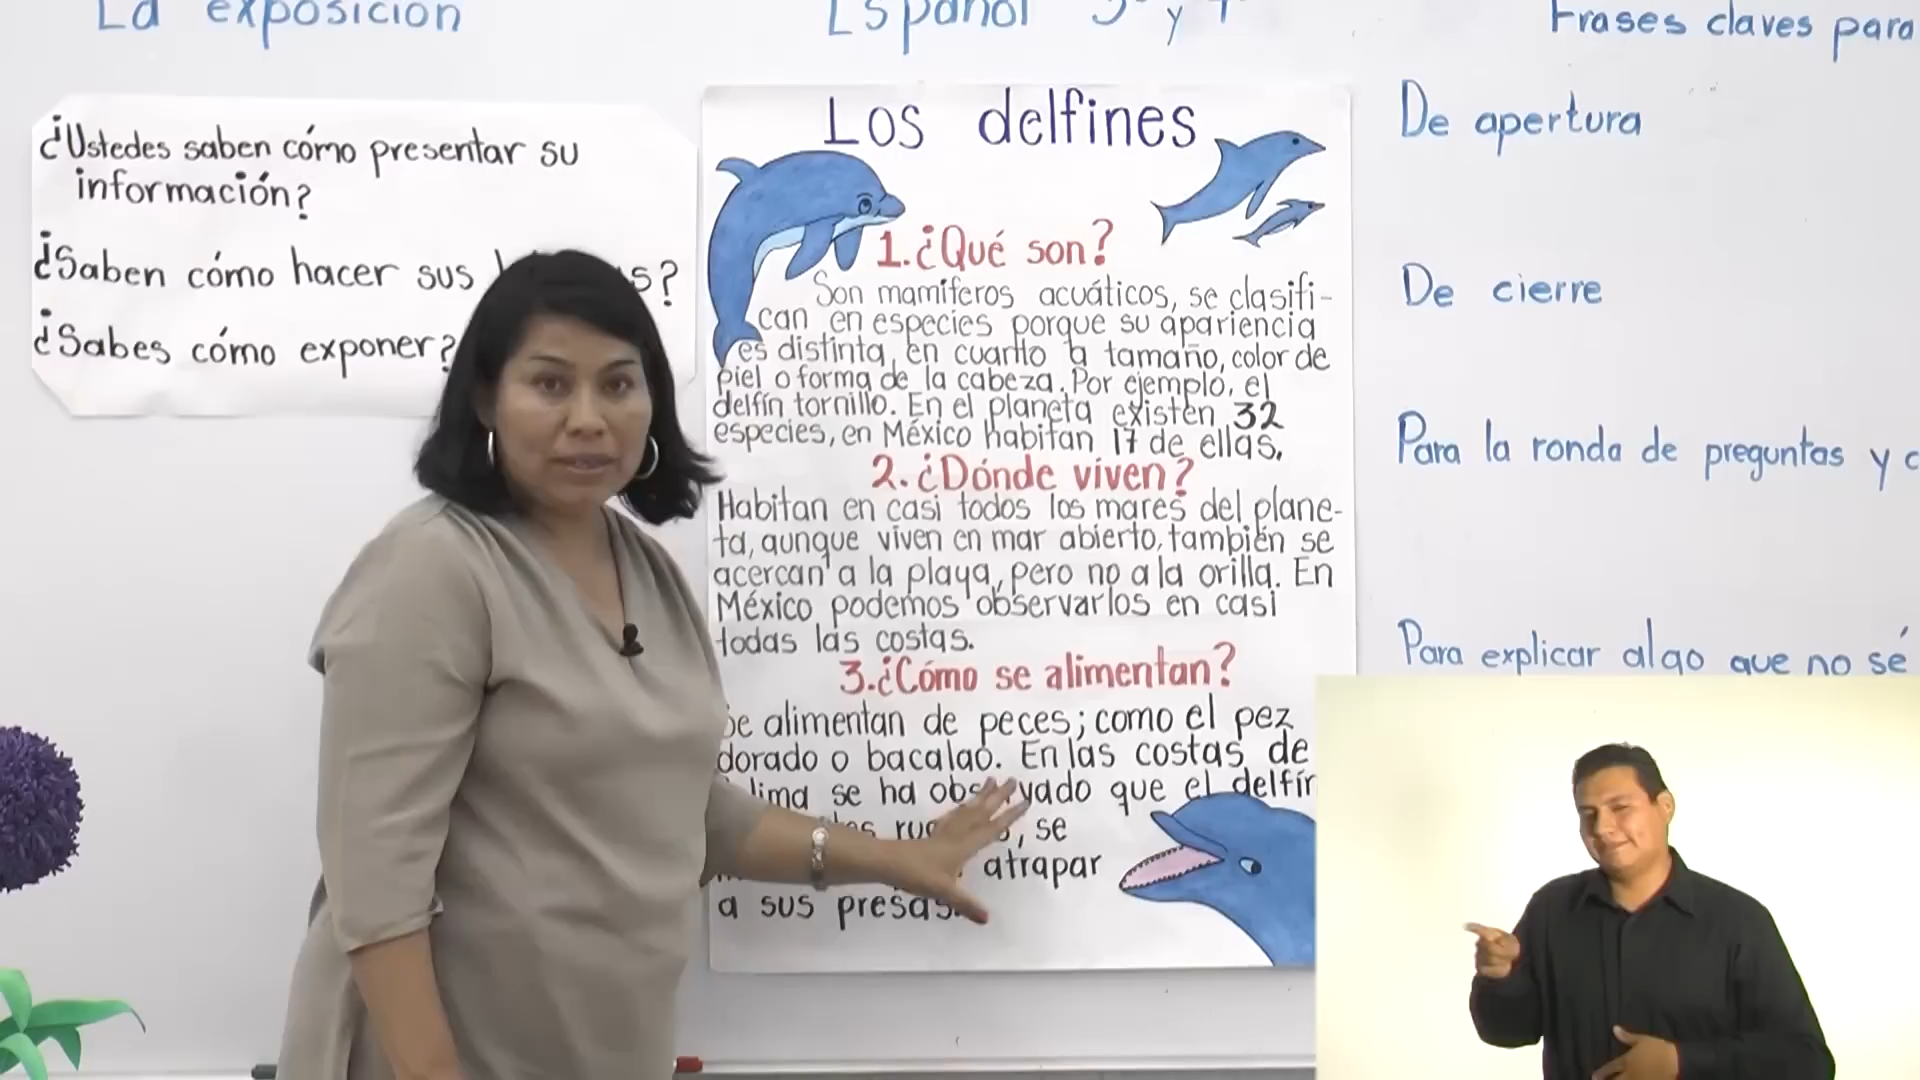 La exposición
Español 3° y 4°
Frases claves para
¿Ustedes saben cómo presentar su
información?
¿Saben cómo hacer sus
s?
¿Sabes cómo exponer?
Los delfines
1.¿Qué son?
Son mamíferos acuáticos, se clasifi-
can en especies porque su apariencia
es distinta, en cuanto a tamaño, color de
piel o forma de la cabeza. Por ejemplo, el
delfín tornillo. En el planeta existen 32
especies, en México habitan 17 de ellas.
2. ¿Dónde viven?
Habitan en casi todos los mares del plane-
ta, aunque viven en mar abierto, también se
acercan a la playa, pero no a la orilla. En
México podemos observarlos en casi
todas las costas.
3.¿Cómo se alimentan?
Se alimentan de peces; como el pez
dorado o bacalao. En las costas de
se ha observado que el delfín
, se
atrapar
a sus presas.
De apertura
De cierre
Para la ronda de preguntas y c
Para explicar algo que no sé